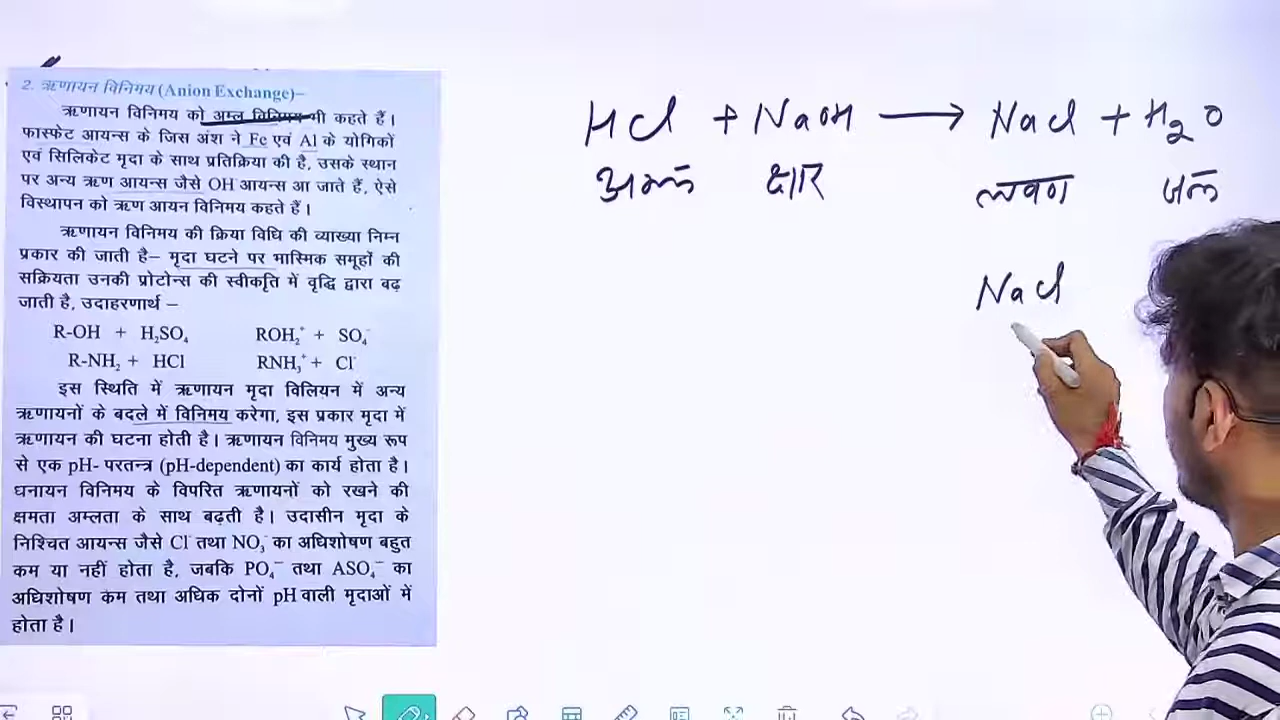 2. ऋणायन विनिमय (Anion Exchange)–
ऋणायन विनिमय को अम्ल विनिमय भी कहते हैं।
फास्फेट आयन्स के जिस अंश ने Fe एवं Al के योगिकों
एवं सिलिकेट मृदा के साथ प्रतिक्रिया की है, उसके स्थान
पर अन्य ऋण आयन्स जैसे OH आयन्स आ जाते हैं, ऐसे
विस्थापन को ऋण आयन विनिमय कहते हैं।
ऋणायन विनिमय की क्रिया विधि की व्याख्या निम्न
प्रकार की जाती है– मृदा घटने पर भास्मिक समूहों की
सक्रियता उनकी प्रोटोन्स की स्वीकृति में वृद्धि द्वारा बढ़
जाती है, उदाहरणार्थ –
R-OH + H₂SO₄ ROH₂⁺ + SO₄⁻
R-NH₂ + HCl RNH₃⁺ + Cl⁻
इस स्थिति में ऋणायन मृदा विलियन में अन्य
ऋणायनों के बदले में विनिमय करेगा, इस प्रकार मृदा में
ऋणायन की घटना होती है। ऋणायन विनिमय मुख्य रूप
से एक pH- परतन्त्र (pH-dependent) का कार्य होता है।
धनायन विनिमय के विपरित ऋणायनों को रखने की
क्षमता अम्लता के साथ बढ़ती है। उदासीन मृदा के
निश्चित आयन्स जैसे Cl⁻ तथा NO₃⁻ का अधिशोषण बहुत
कम या नहीं होता है, जबकि PO₄⁻ तथा ASO₄⁻ का
अधिशोषण कम तथा अधिक दोनों pH वाली मृदाओं में
होता है।
HCl + NaOH ⟶ NaCl + H₂O
अम्ल क्षार लवण जल
NaCl